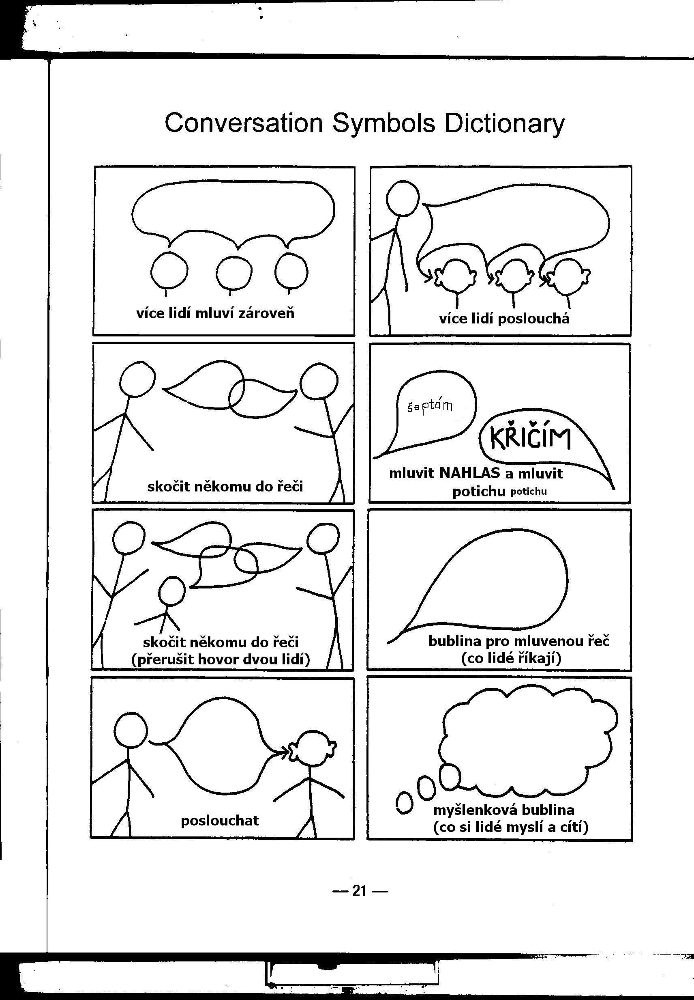 Conversation Symbols Dictionary
více lidí mluví zároveň
více lidí poslouchá
skočit někomu do řeči
šeptám
KŘIČÍM
mluvit NAHLAS a mluvit
potichu potichu
skočit někomu do řeči
(přerušit hovor dvou lidí)
bublina pro mluvenou řeč
(co lidé říkají)
poslouchat
myšlenková bublina
(co si lidé myslí a cítí)
— 21 —